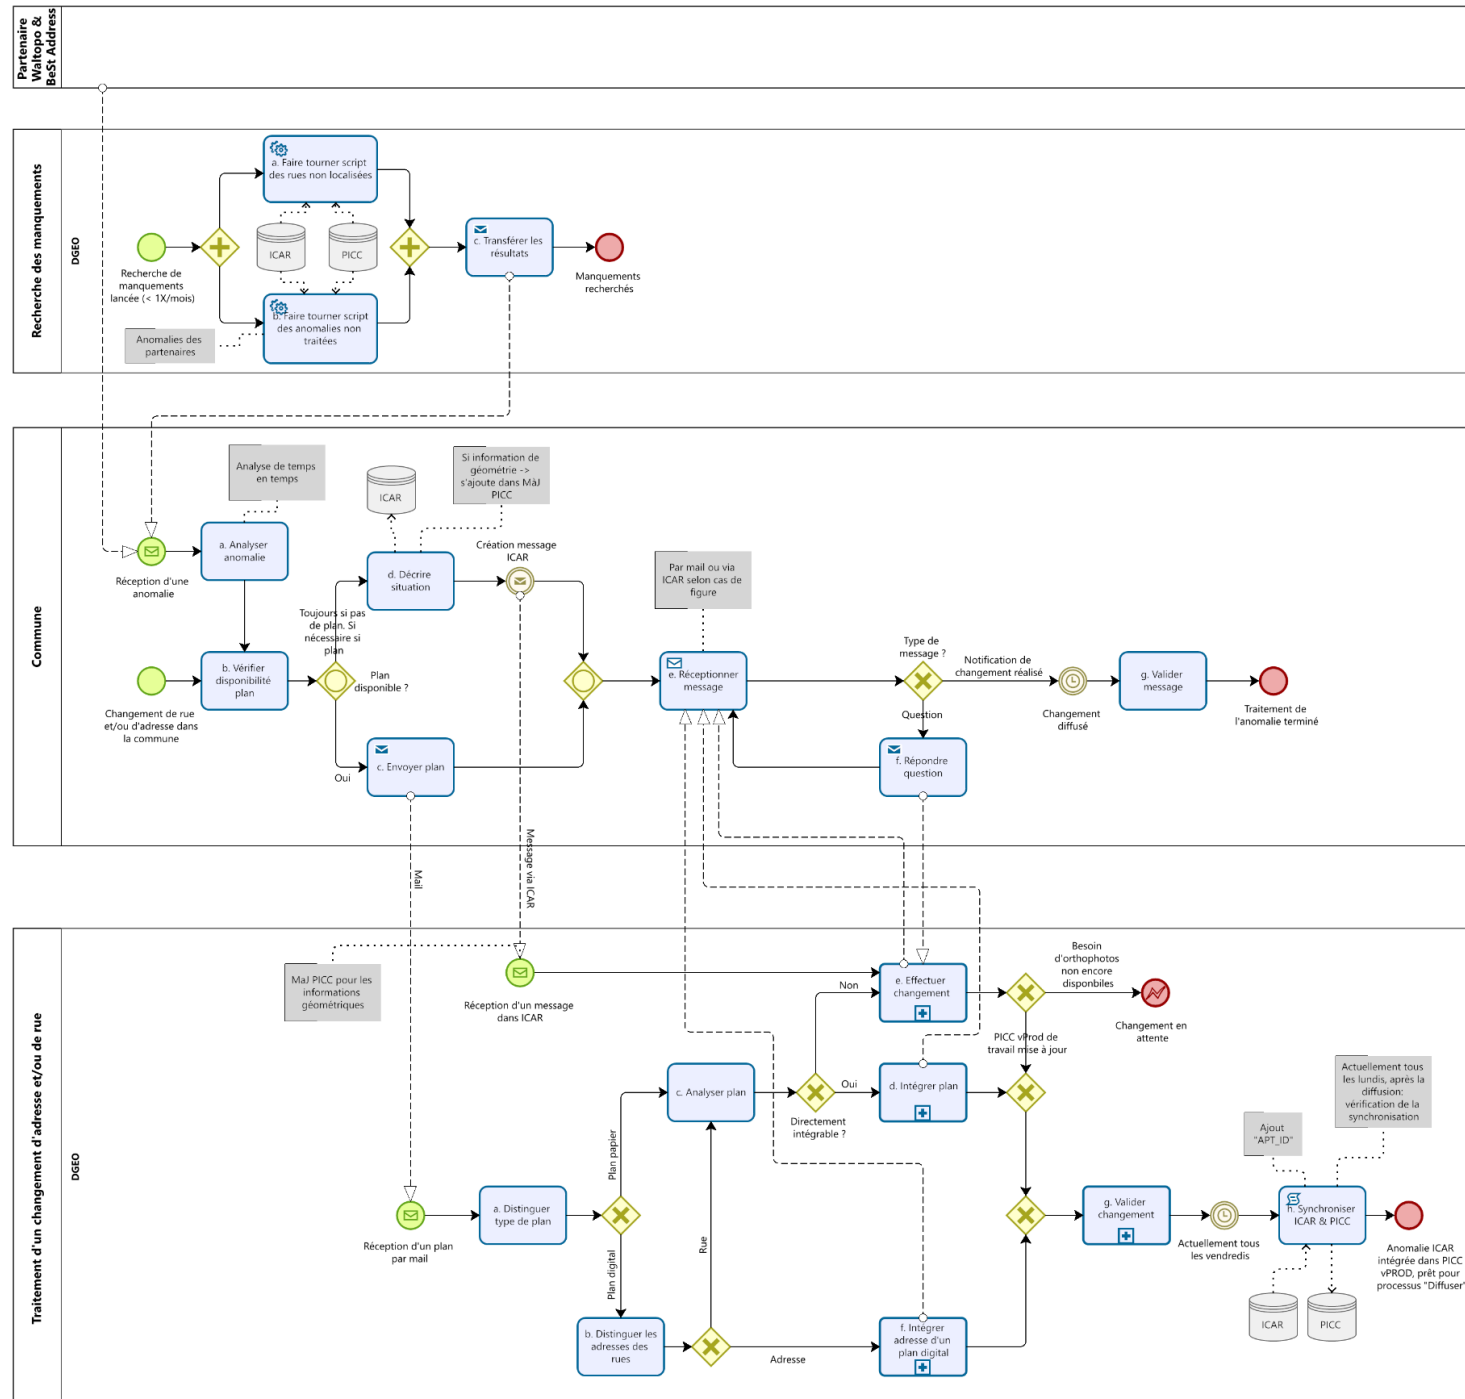 Partenaire
Waltopo &
BeSt Address
Recherche des manquements
DGEO
a. Faire tourner script
des rues non localisées
ICAR
PICC
Recherche de
manquements
lancée (< 1X/mois)
b. Faire tourner script
des anomalies non
traitées
Anomalies des
partenaires
c. Transférer les
résultats
Manquements
recherchés
Commune
Analyse de temps
en temps
ICAR
Si information de
géométrie ->
s'ajoute dans MàJ
PICC
Réception d'une
anomalie
a. Analyser
anomalie
d. Décrire
situation
Création message
ICAR
Par mail ou via
ICAR selon cas de
figure
Toujours si pas
de plan. Si
nécessaire si
plan
Changement de rue
et/ou d'adresse dans
la commune
b. Vérifier
disponibilité
plan
Plan
disponible ?
Oui
c. Envoyer plan
e. Réceptionner
message
Type de
message ?
Notification de
changement réalisé
Question
f. Répondre
question
Changement
diffusé
g. Valider
message
Traitement de
l'anomalie terminé
Mail
Message via ICAR
Traitement d'un changement d'adresse et/ou de rue
DGEO
MaJ PICC pour les
informations
géométriques
Réception d'un message
dans ICAR
Non
e. Effectuer
changement
Besoin
d'orthophotos
non encore
disponbiles
Changement en
attente
PICC vProd de
travail mise à jour
c. Analyser plan
Directement
intégrable ?
Oui
d. Intégrer plan
Actuellement tous
les lundis, après la
diffusion:
vérification de la
synchronisation
Ajout
"APT_ID"
Plan papier
Réception d'un plan
par mail
a. Distinguer
type de plan
Plan digital
Rue
b. Distinguer les
adresses des
rues
Adresse
f. Intégrer
adresse d'un
plan digital
g. Valider
changement
Actuellement tous
les vendredis
h. Synchroniser
ICAR & PICC
Anomalie ICAR
intégrée dans PICC
vPROD, prêt pour
processus "Diffuser"
ICAR
PICC